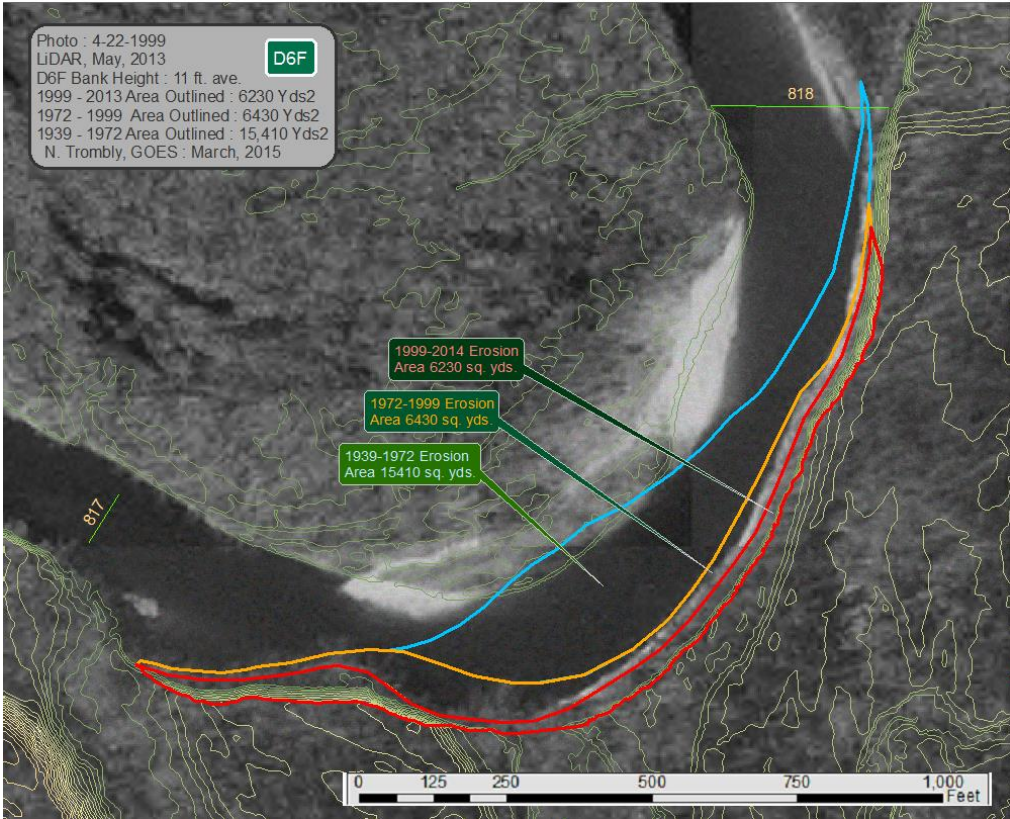 Photo : 4-22-1999
LiDAR, May, 2013
D6F Bank Height : 11 ft. ave.
1999 - 2013 Area Outlined : 6230 Yds2
1972 - 1999 Area Outlined : 6430 Yds2
1939 - 1972 Area Outlined : 15,410 Yds2
N. Trombly, GOES : March, 2015
D6F
818
1999-2014 Erosion
Area 6230 sq. yds.
1972-1999 Erosion
Area 6430 sq. yds.
1939-1972 Erosion
Area 15410 sq. yds.
817
0 125 250 500 750 1,000
Feet